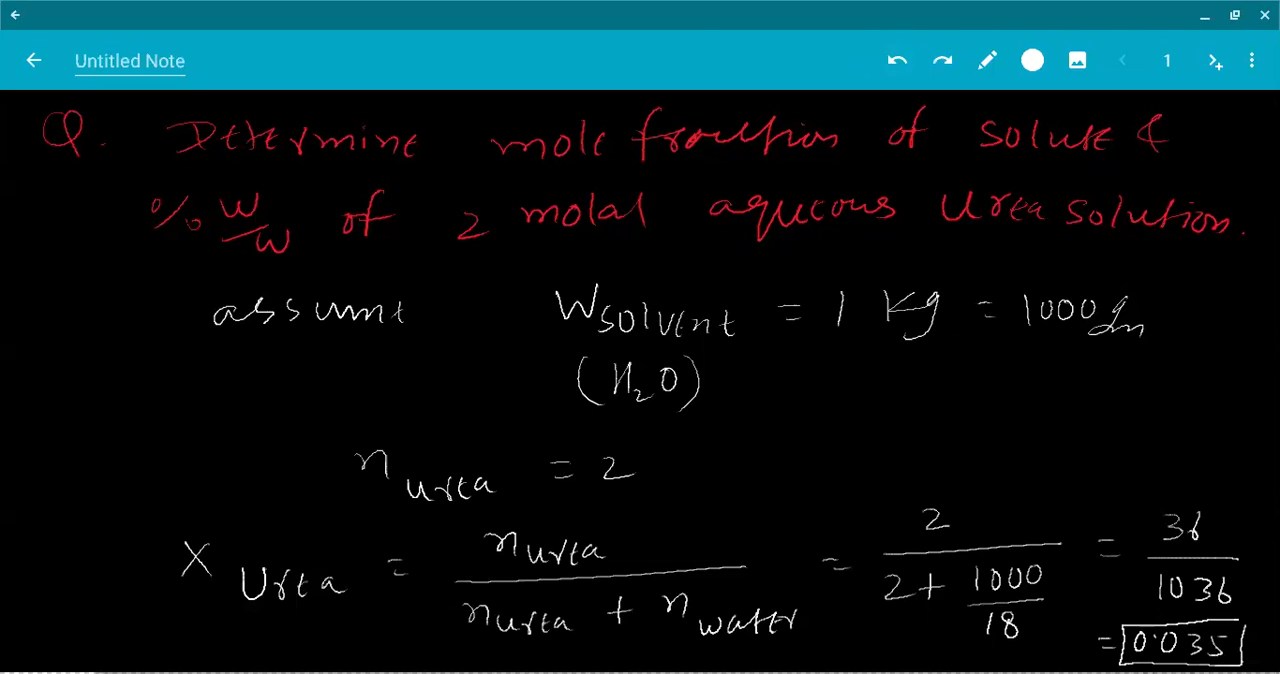 Untitled Note
1
Q. Determine mole fraction of solute &
% W/W of 2 molal aqueous Urea solution.
assume W solvent = 1 Kg = 1000 gm
(H₂O)
n urea = 2
X Urea = n urea / (n urea + n water) = 2 / (2 + 1000/18) = 36/1036
= 0.035